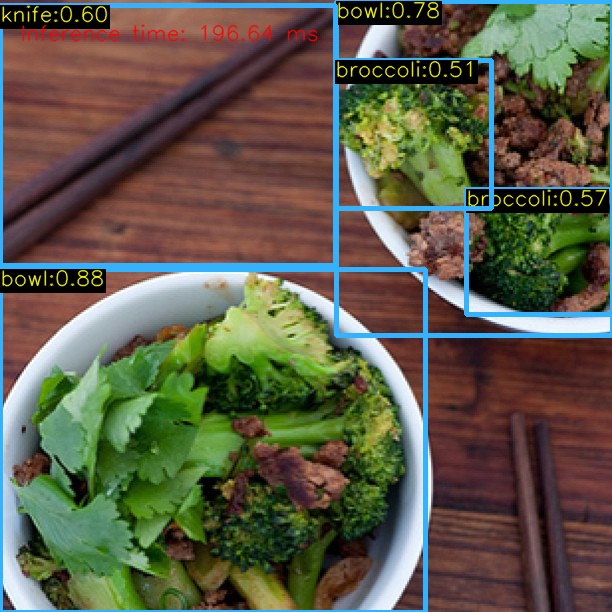 knife:0.60
bowl:0.78
Inference time: 196.64 ms
broccoli:0.51
broccoli:0.57
bowl:0.88